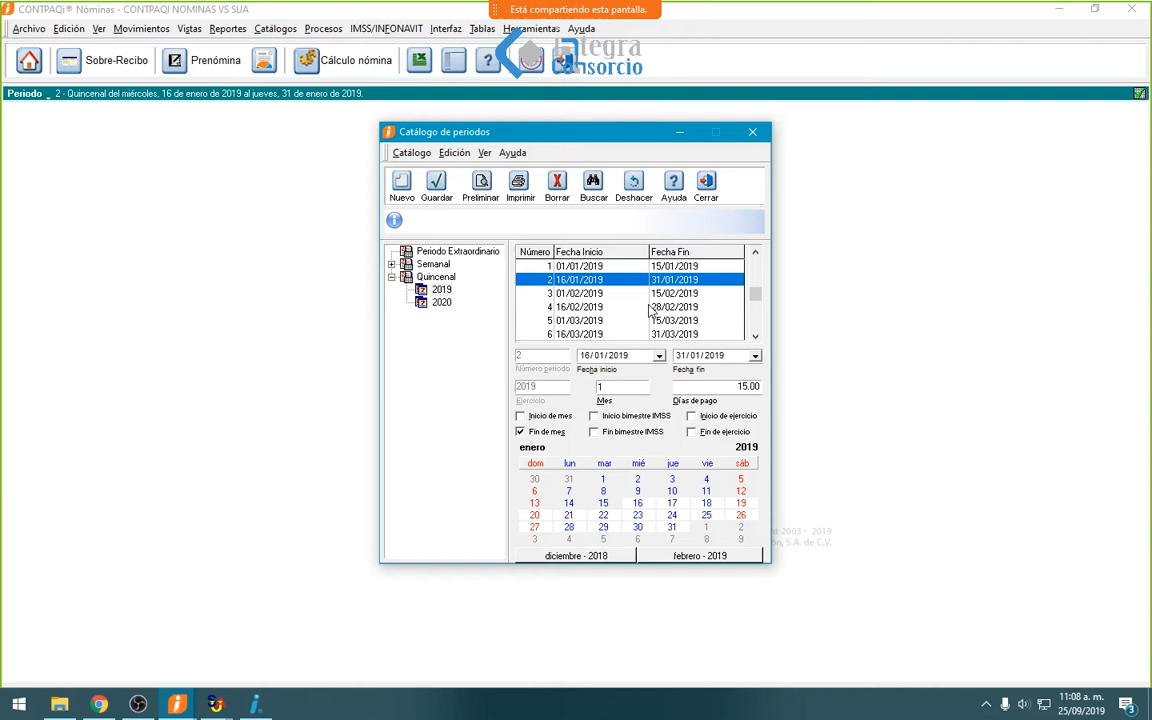 CONTPAQi® Nóminas - CONTPAQi NOMINAS VS SUA
Está compartiendo esta pantalla.
Archivo Edición Ver Movimientos Vistas Reportes Catálogos Procesos IMSS/INFONAVIT Interfaz Tablas Herramientas Ayuda
Sobre-Recibo Prenómina Cálculo nómina
Integra
Consorcio
Periodo 2 - Quincenal del miércoles, 16 de enero de 2019 al jueves, 31 de enero de 2019.
Catálogo de periodos
Catálogo Edición Ver Ayuda
Nuevo Guardar Preliminar Imprimir Borrar Buscar Deshacer Ayuda Cerrar
Periodo Extraordinario
Semanal
Quincenal
2019
2020
Número Fecha Inicio Fecha Fin
1 01/01/2019 15/01/2019
2 16/01/2019 31/01/2019
3 01/02/2019 15/02/2019
4 16/02/2019 28/02/2019
5 01/03/2019 15/03/2019
6 16/03/2019 31/03/2019
2 16/01/2019 31/01/2019
Número periodo Fecha inicio Fecha fin
2019 1 15.00
Ejercicio Mes Días de pago
Inicio de mes Inicio bimestre IMSS Inicio de ejercicio
Fin de mes Fin bimestre IMSS Fin de ejercicio
enero 2019
dom lun mar mié jue vie sáb
30 31 1 2 3 4 5
6 7 8 9 10 11 12
13 14 15 16 17 18 19
20 21 22 23 24 25 26
27 28 29 30 31 1 2
3 4 5 6 7 8 9
diciembre - 2018 febrero - 2019
2003 - 2019
S.A. de C.V.
11:08 a. m.
25/09/2019
3